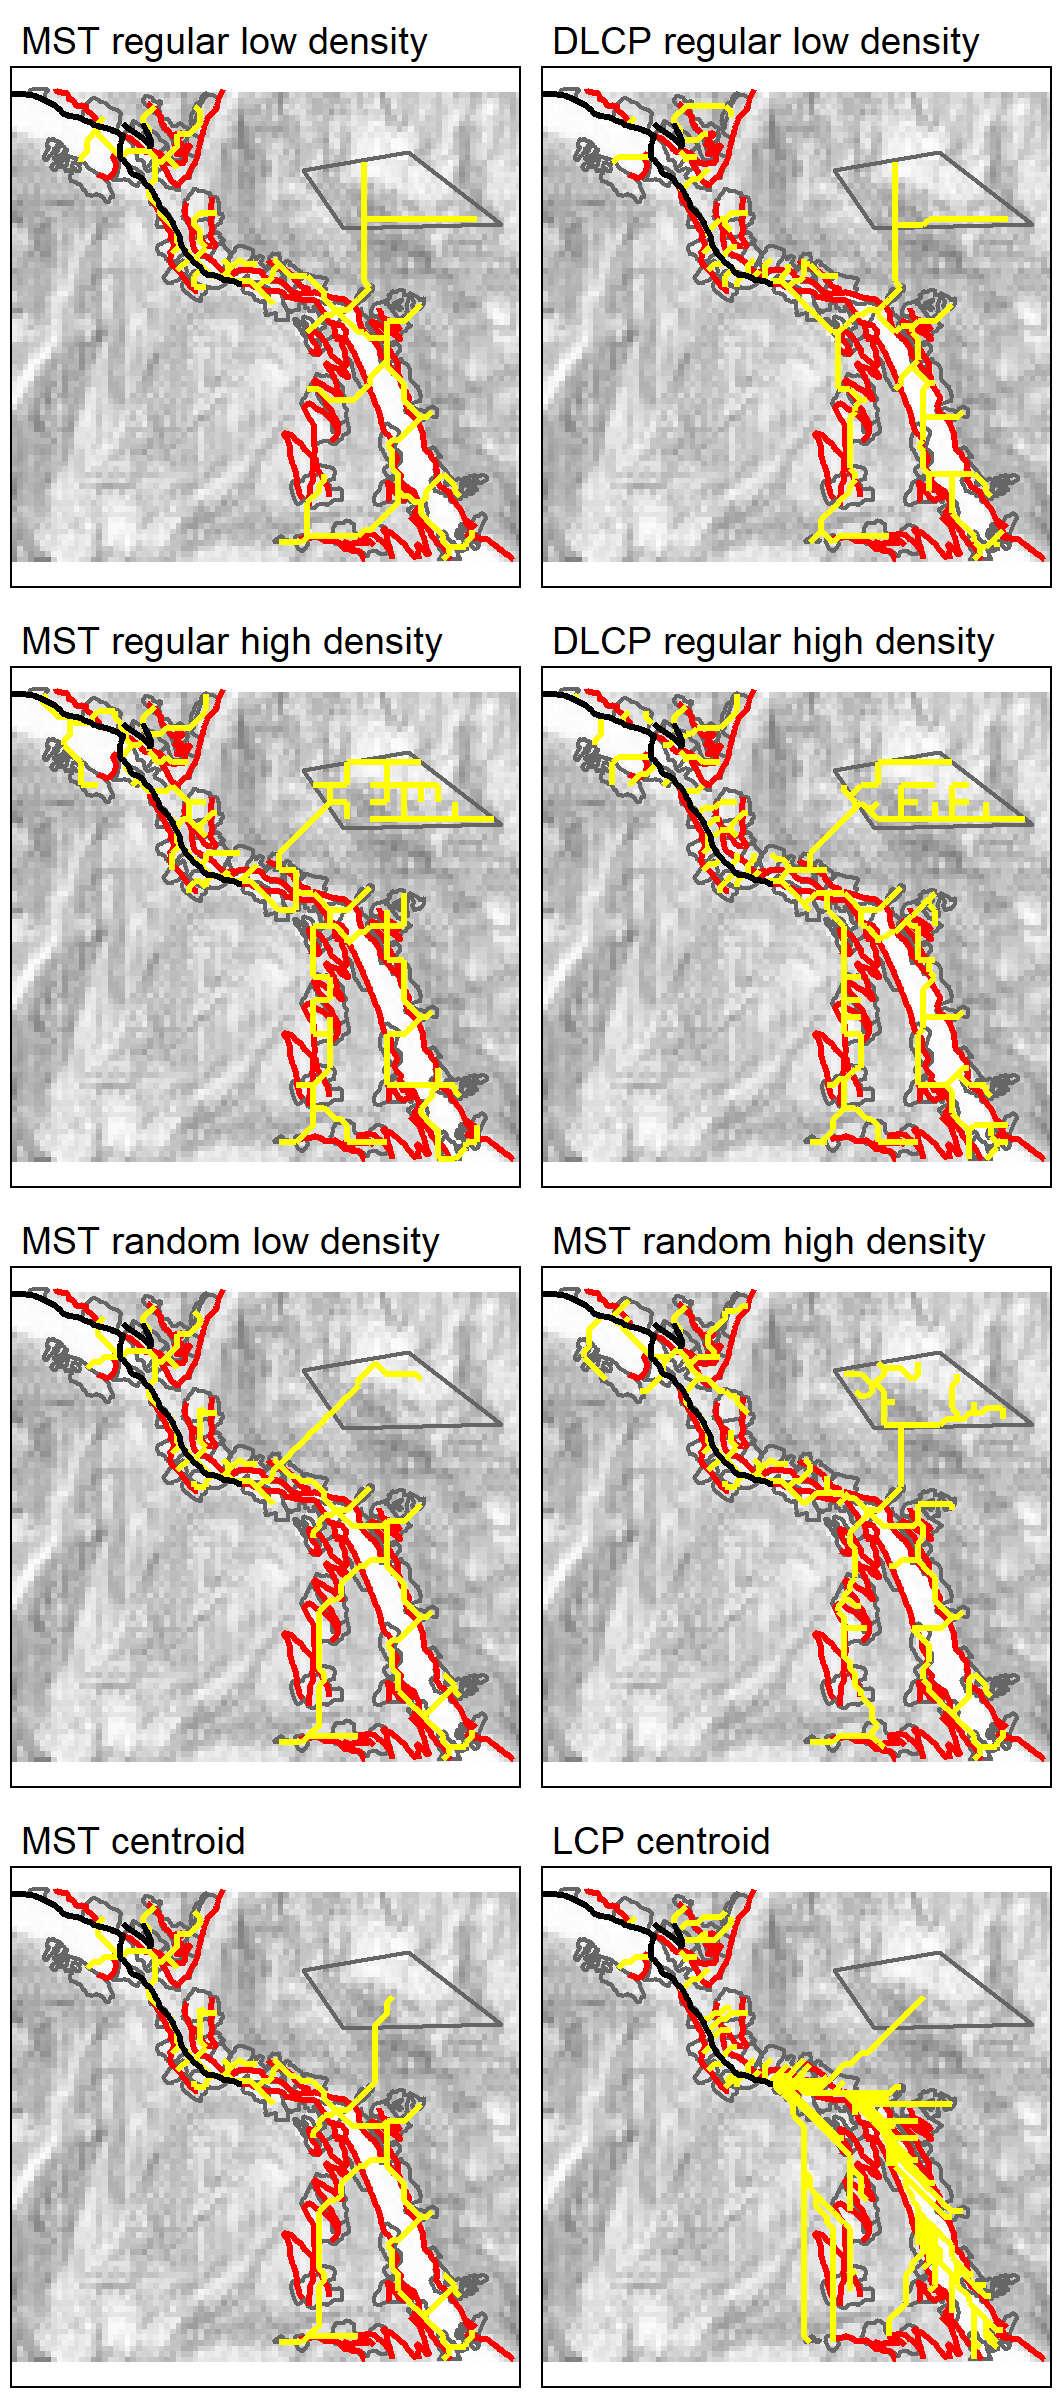 MST regular low density
DLCP regular low density
MST regular high density
DLCP regular high density
MST random low density
MST random high density
MST centroid
LCP centroid